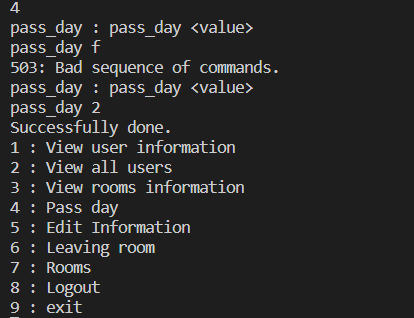 4
pass_day : pass_day <value>
pass_day f
503: Bad sequence of commands.
pass_day : pass_day <value>
pass_day 2
Successfully done.
1 : View user information
2 : View all users
3 : View rooms information
4 : Pass day
5 : Edit Information
6 : Leaving room
7 : Rooms
8 : Logout
9 : exit